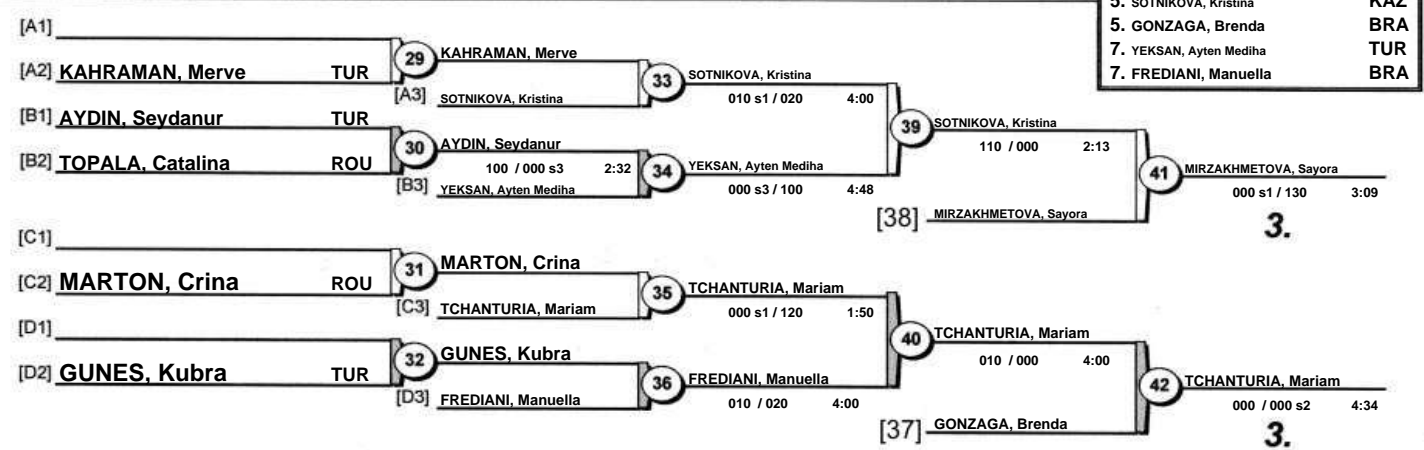 5. SOTNIKOVA, Kristina KAZ
5. GONZAGA, Brenda BRA
7. YEKSAN, Ayten Mediha TUR
7. FREDIANI, Manuella BRA
[A1]
29 KAHRAMAN, Merve
[A2] KAHRAMAN, Merve TUR
33 SOTNIKOVA, Kristina
[A3] SOTNIKOVA, Kristina
010 s1 / 020 4:00
[B1] AYDIN, Seydanur TUR
39 SOTNIKOVA, Kristina
30 AYDIN, Seydanur
110 / 000 2:13
[B2] TOPALA, Catalina ROU
100 / 000 s3 2:32
34 YEKSAN, Ayten Mediha
41 MIRZAKHMETOVA, Sayora
[B3] YEKSAN, Ayten Mediha
000 s3 / 100 4:48
000 s1 / 130 3:09
[38] MIRZAKHMETOVA, Sayora
3.
[C1]
31 MARTON, Crina
[C2] MARTON, Crina ROU
35 TCHANTURIA, Mariam
[C3] TCHANTURIA, Mariam
000 s1 / 120 1:50
[D1]
40 TCHANTURIA, Mariam
32 GUNES, Kubra
010 / 000 4:00
[D2] GUNES, Kubra TUR
36 FREDIANI, Manuella
42 TCHANTURIA, Mariam
[D3] FREDIANI, Manuella
010 / 020 4:00
000 / 000 s2 4:34
[37] GONZAGA, Brenda
3.